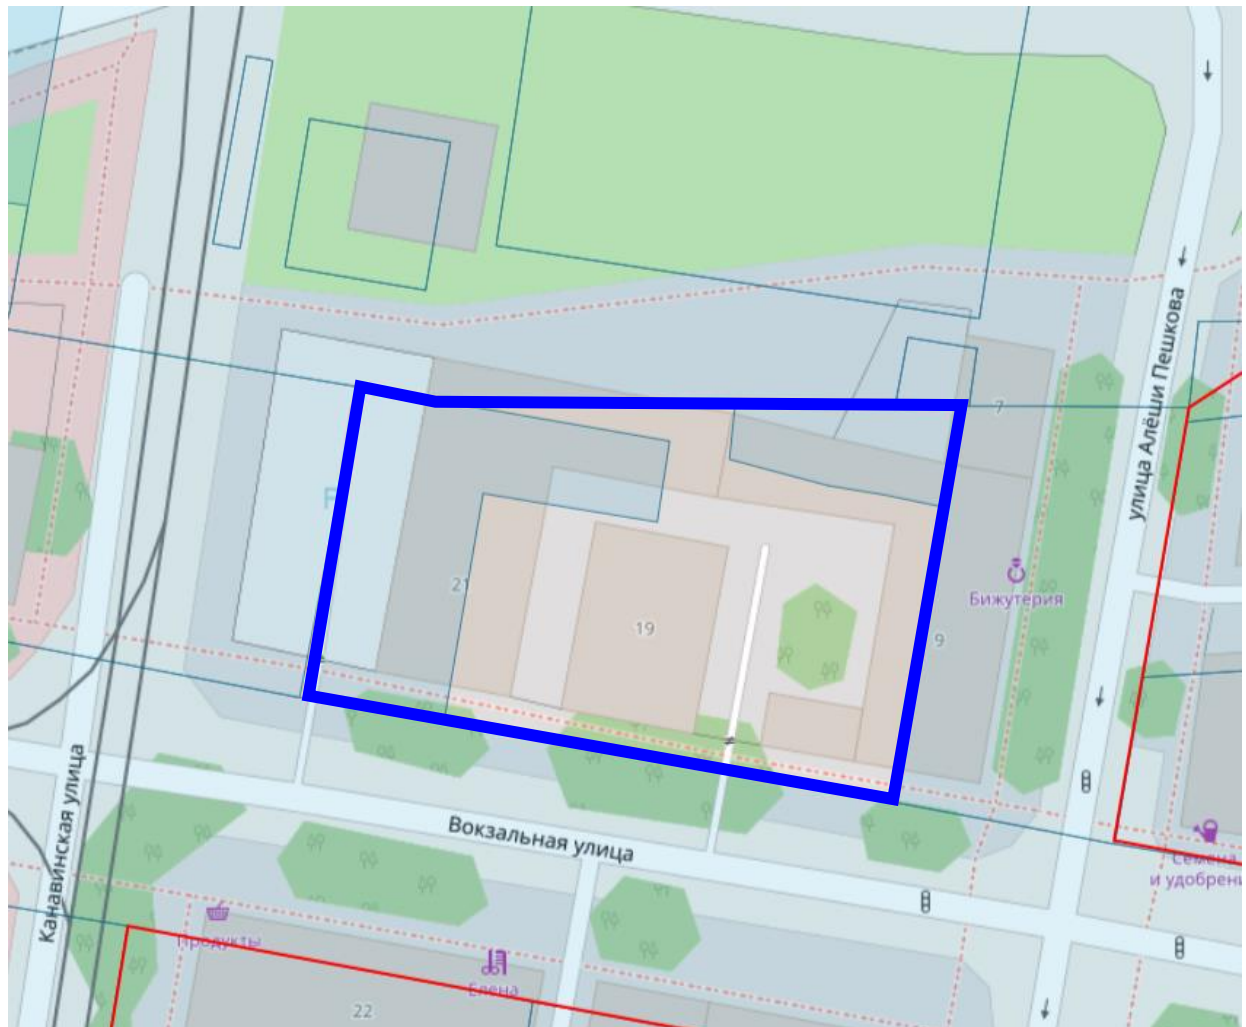 улица Алёши Пешкова
7
Бижутерия
21
19
9
Канавинская улица
Вокзальная улица
Семена
и удобрени
Продукты
Елена
22